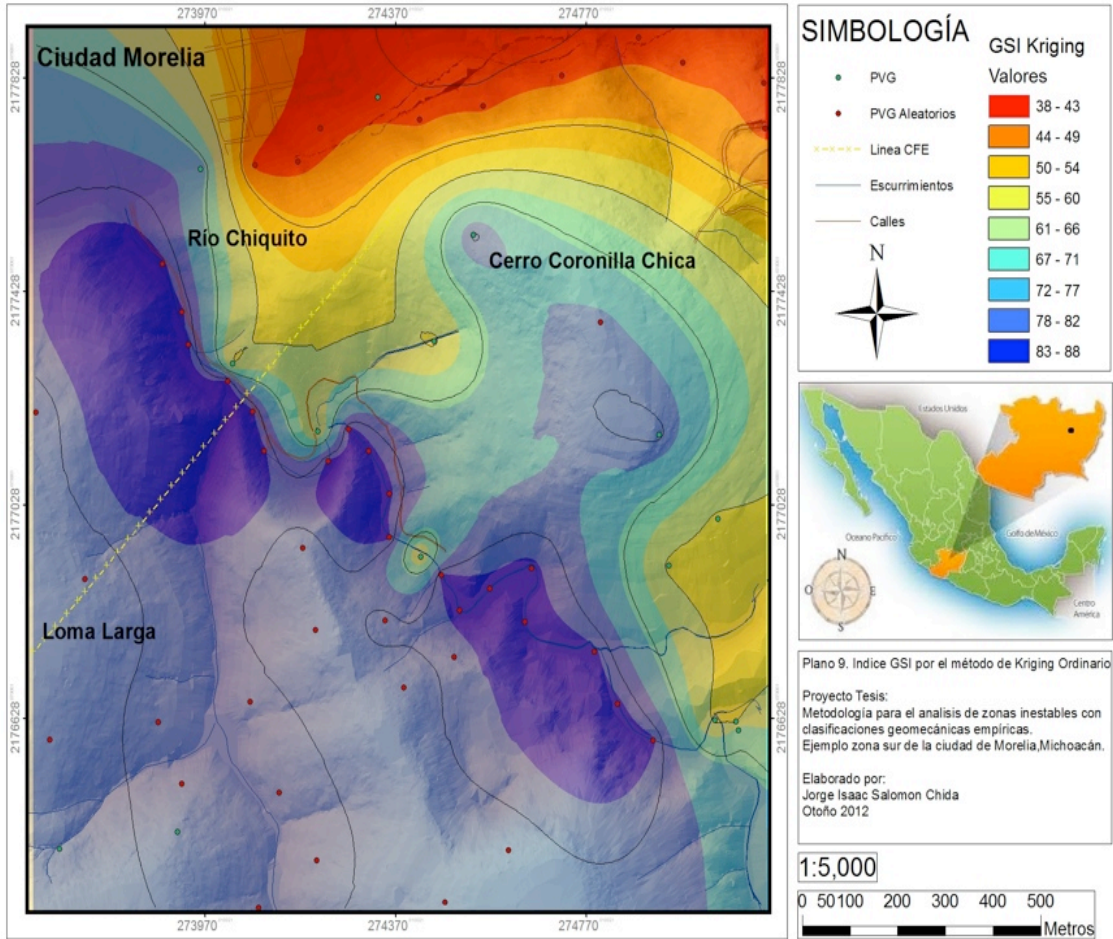 273970
274370
274770
2177828
2177428
2177028
2176628
2177828
2177428
2177028
2176628
273970
274370
274770
Ciudad Morelia
Río Chiquito
Cerro Coronilla Chica
Loma Larga
SIMBOLOGÍA
PVG
PVG Aleatorios
Linea CFE
Escurrimientos
Calles
N
GSI Kriging
Valores
38 - 43
44 - 49
50 - 54
55 - 60
61 - 66
67 - 71
72 - 77
78 - 82
83 - 88
Estados Unidos
Golfo de México
Oceano Pacífico
Centro
América
N
O
E
S
Plano 9. Indice GSI por el método de Kriging Ordinario
Proyecto Tesis:
Metodología para el analisis de zonas inestables con
clasificaciones geomecánicas empíricas.
Ejemplo zona sur de la ciudad de Morelia,Michoacán.
Elaborado por:
Jorge Isaac Salomon Chida
Otoño 2012
1:5,000
0 50100 200 300 400 500
Metros